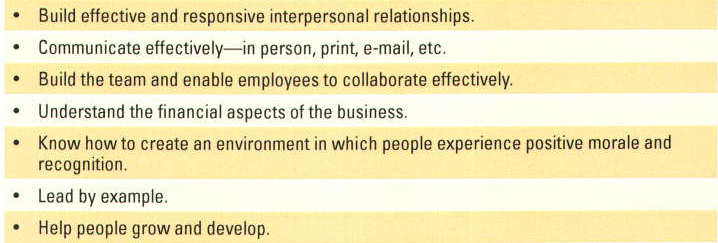 • Build effective and responsive interpersonal relationships.
• Communicate effectively—in person, print, e-mail, etc.
• Build the team and enable employees to collaborate effectively.
• Understand the financial aspects of the business.
• Know how to create an environment in which people experience positive morale and
recognition.
• Lead by example.
• Help people grow and develop.